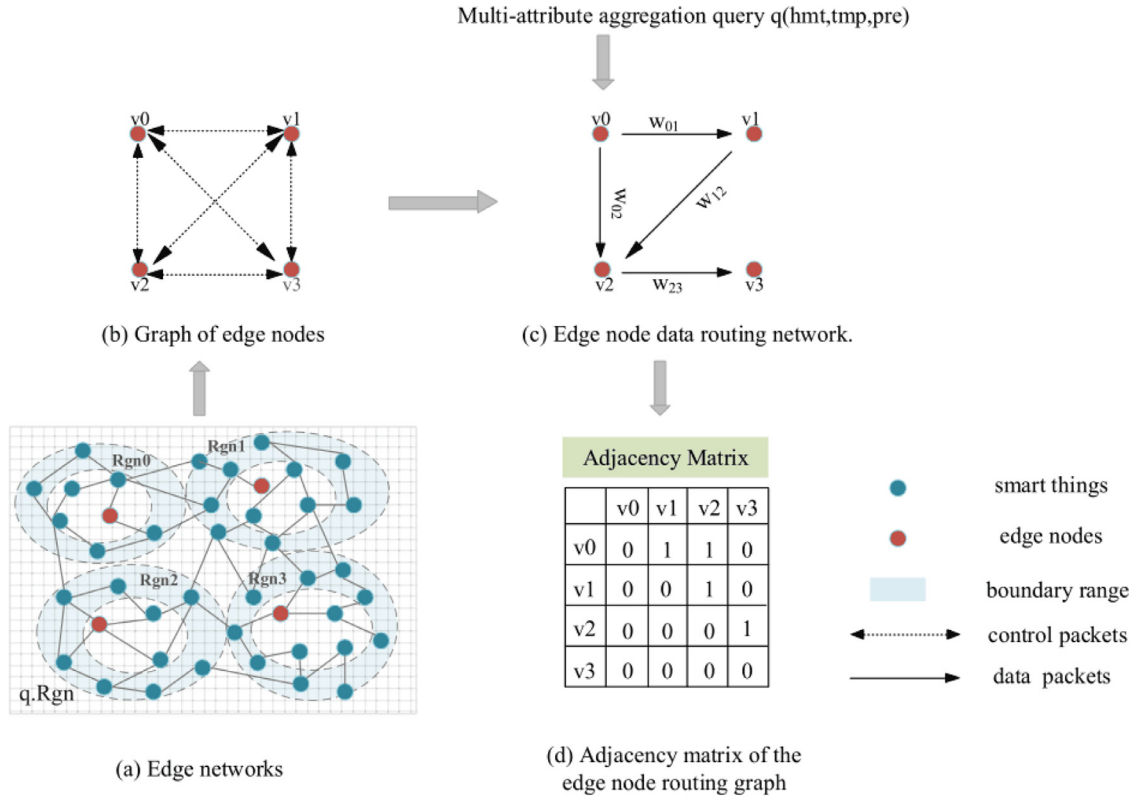 Multi-attribute aggregation query q(hmt,tmp,pre)
v0 v1
v2 v3
(b) Graph of edge nodes
v0 w01 v1
w02 w12
v2 w23 v3
(c) Edge node data routing network.
Rgn0 Rgn1
Rgn2 Rgn3
q.Rgn
(a) Edge networks
Adjacency Matrix
v0 v1 v2 v3
v0 0 1 1 0
v1 0 0 1 0
v2 0 0 0 1
v3 0 0 0 0
(d) Adjacency matrix of the
edge node routing graph
smart things
edge nodes
boundary range
control packets
data packets